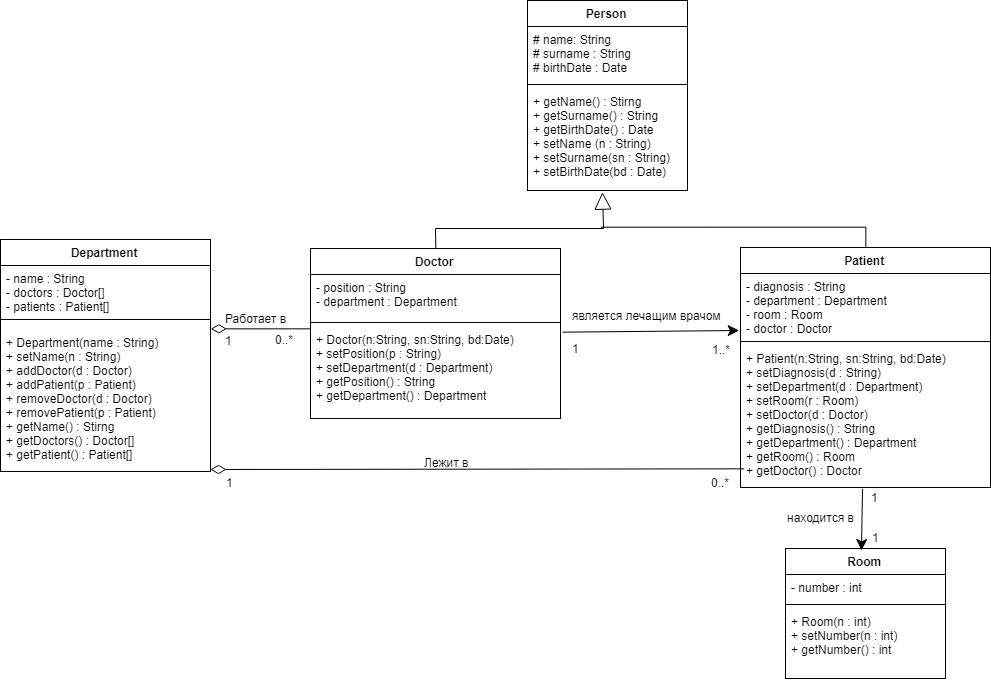 Person
# name: String
# surname : String
# birthDate : Date
+ getName() : Stirng
+ getSurname() : String
+ getBirthDate() : Date
+ setName (n : String)
+ setSurname(sn : String)
+ setBirthDate(bd : Date)
Department
- name : String
- doctors : Doctor[]
- patients : Patient[]
+ Department(name : String)
+ setName(n : String)
+ addDoctor(d : Doctor)
+ addPatient(p : Patient)
+ removeDoctor(d : Doctor)
+ removePatient(p : Patient)
+ getName() : Stirng
+ getDoctors() : Doctor[]
+ getPatient() : Patient[]
Работает в
1
0..*
Doctor
- position : String
- department : Department
+ Doctor(n:String, sn:String, bd:Date)
+ setPosition(p : String)
+ setDepartment(d : Department)
+ getPosition() : String
+ getDepartment() : Department
является лечащим врачом
1
1..*
Patient
- diagnosis : String
- department : Department
- room : Room
- doctor : Doctor
+ Patient(n:String, sn:String, bd:Date)
+ setDiagnosis(d : String)
+ setDepartment(d : Department)
+ setRoom(r : Room)
+ setDoctor(d : Doctor)
+ getDiagnosis() : String
+ getDepartment() : Department
+ getRoom() : Room
+ getDoctor() : Doctor
Лежит в
1
0..*
1
находится в
1
Room
- number : int
+ Room(n : int)
+ setNumber(n : int)
+ getNumber() : int